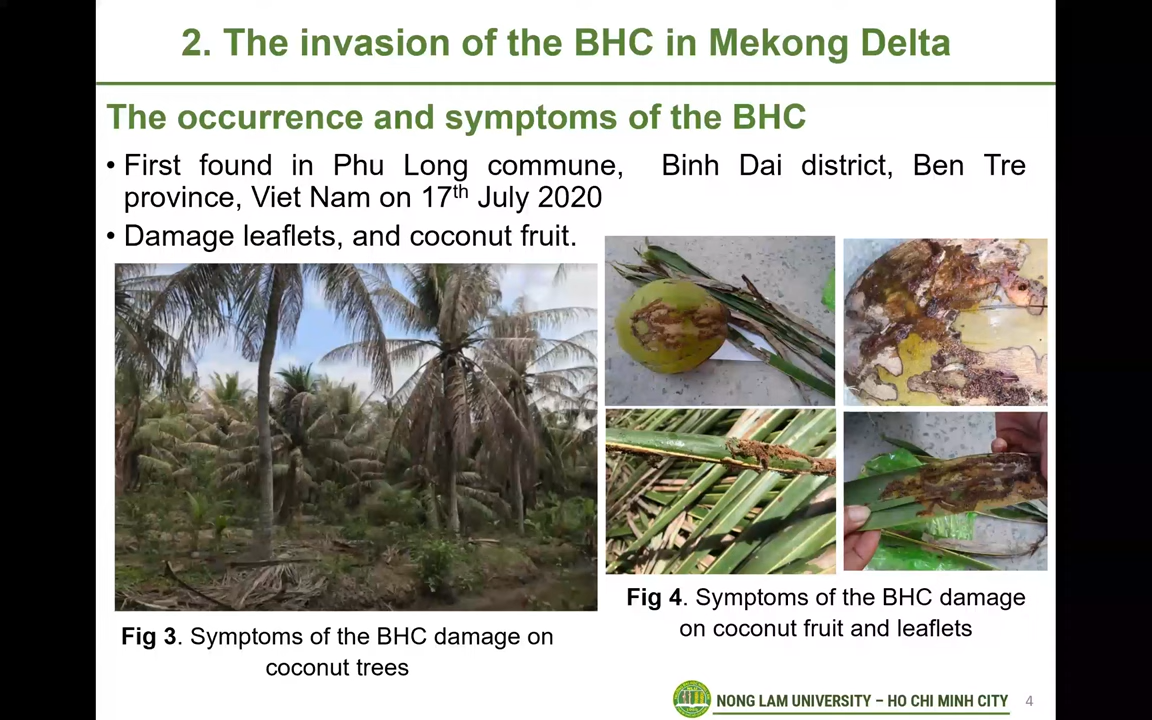 2. The invasion of the BHC in Mekong Delta
The occurrence and symptoms of the BHC
• First found in Phu Long commune, Binh Dai district, Ben Tre
province, Viet Nam on 17th July 2020
• Damage leaflets, and coconut fruit.
Fig 3. Symptoms of the BHC damage on
coconut trees
Fig 4. Symptoms of the BHC damage
on coconut fruit and leaflets
NONG LAM UNIVERSITY – HO CHI MINH CITY
4